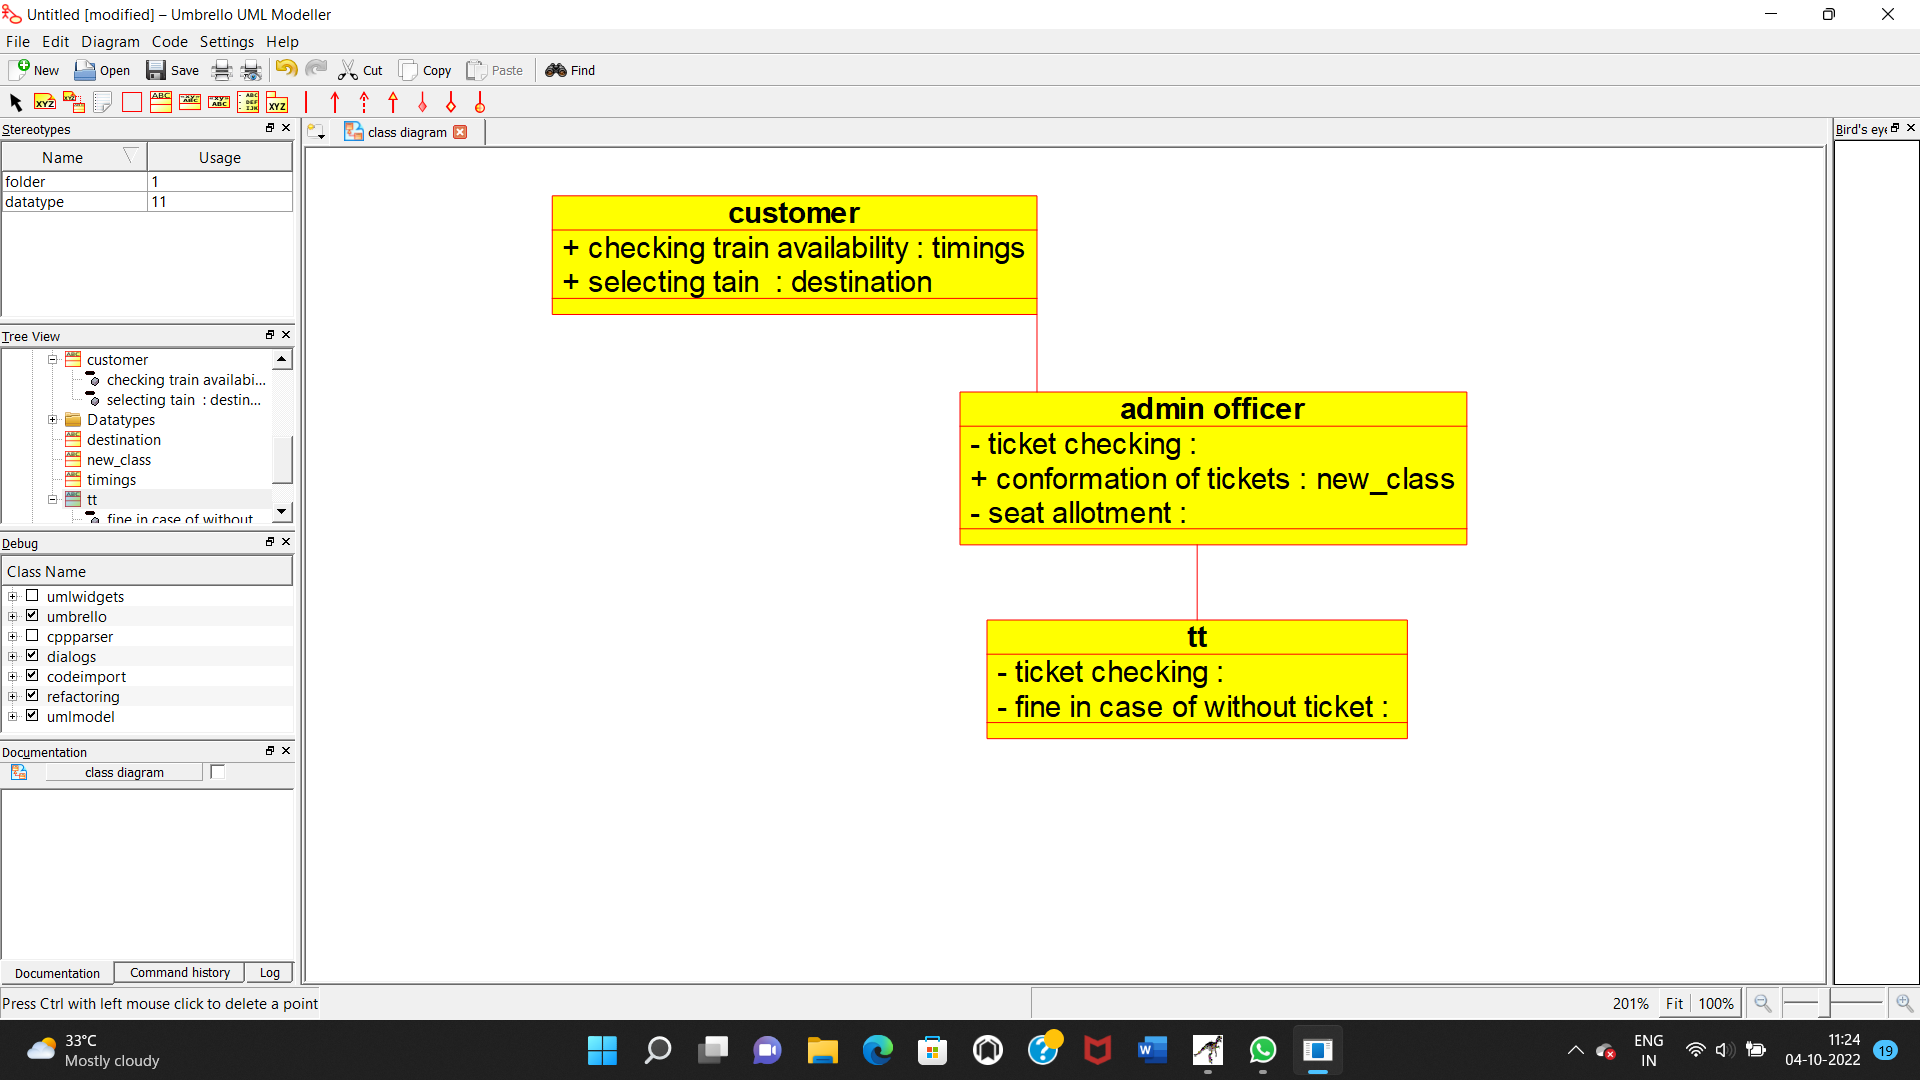 Untitled [modified] – Umbrello UML Modeller
File Edit Diagram Code Settings Help
New Open Save Cut Copy Paste Find
Stereotypes
Name Usage
folder 1
datatype 11
Tree View
customer
checking train availabi...
selecting tain : destin...
Datatypes
destination
new_class
timings
tt
fine in case of without
Debug
Class Name
umlwidgets
umbrello
cppparser
dialogs
codeimport
refactoring
umlmodel
Documentation
class diagram
Documentation Command history Log
Press Ctrl with left mouse click to delete a point
class diagram
customer
+ checking train availability : timings
+ selecting tain : destination
admin officer
- ticket checking :
+ conformation of tickets : new_class
- seat allotment :
tt
- ticket checking :
- fine in case of without ticket :
Bird's eye
201% Fit 100%
33°C
Mostly cloudy
ENG
IN
11:24
04-10-2022
19